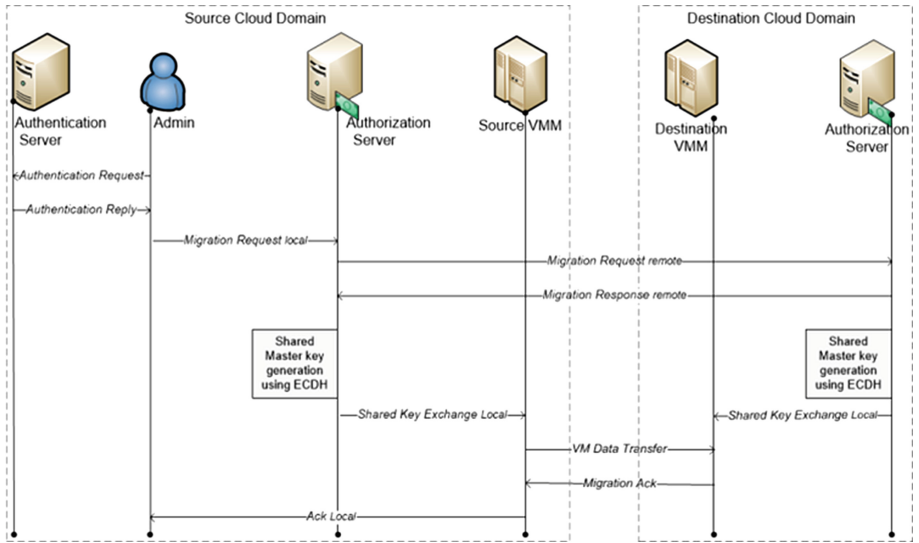 Source Cloud Domain
Destination Cloud Domain
Authentication
Server
Admin
Authorization
Server
Source VMM
Destination
VMM
Authorization
Server
Authentication Request
Authentication Reply
Migration Request local
Migration Request remote
Migration Response remote
Shared
Master key
generation
using ECDH
Shared
Master key
generation
using ECDH
Shared Key Exchange Local
Shared Key Exchange Local
VM Data Transfer
Migration Ack
Ack Local